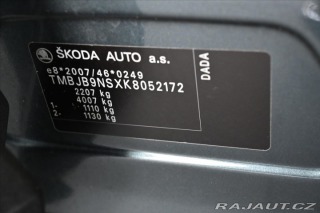 ŠKODA AUTO a.s.
e8*2007/46*0249
TMBJB9NSXK8052172
2207 kg
4007 kg
1- 1110 kg
2- 1130 kg
DADA
RAJAUT.CZ